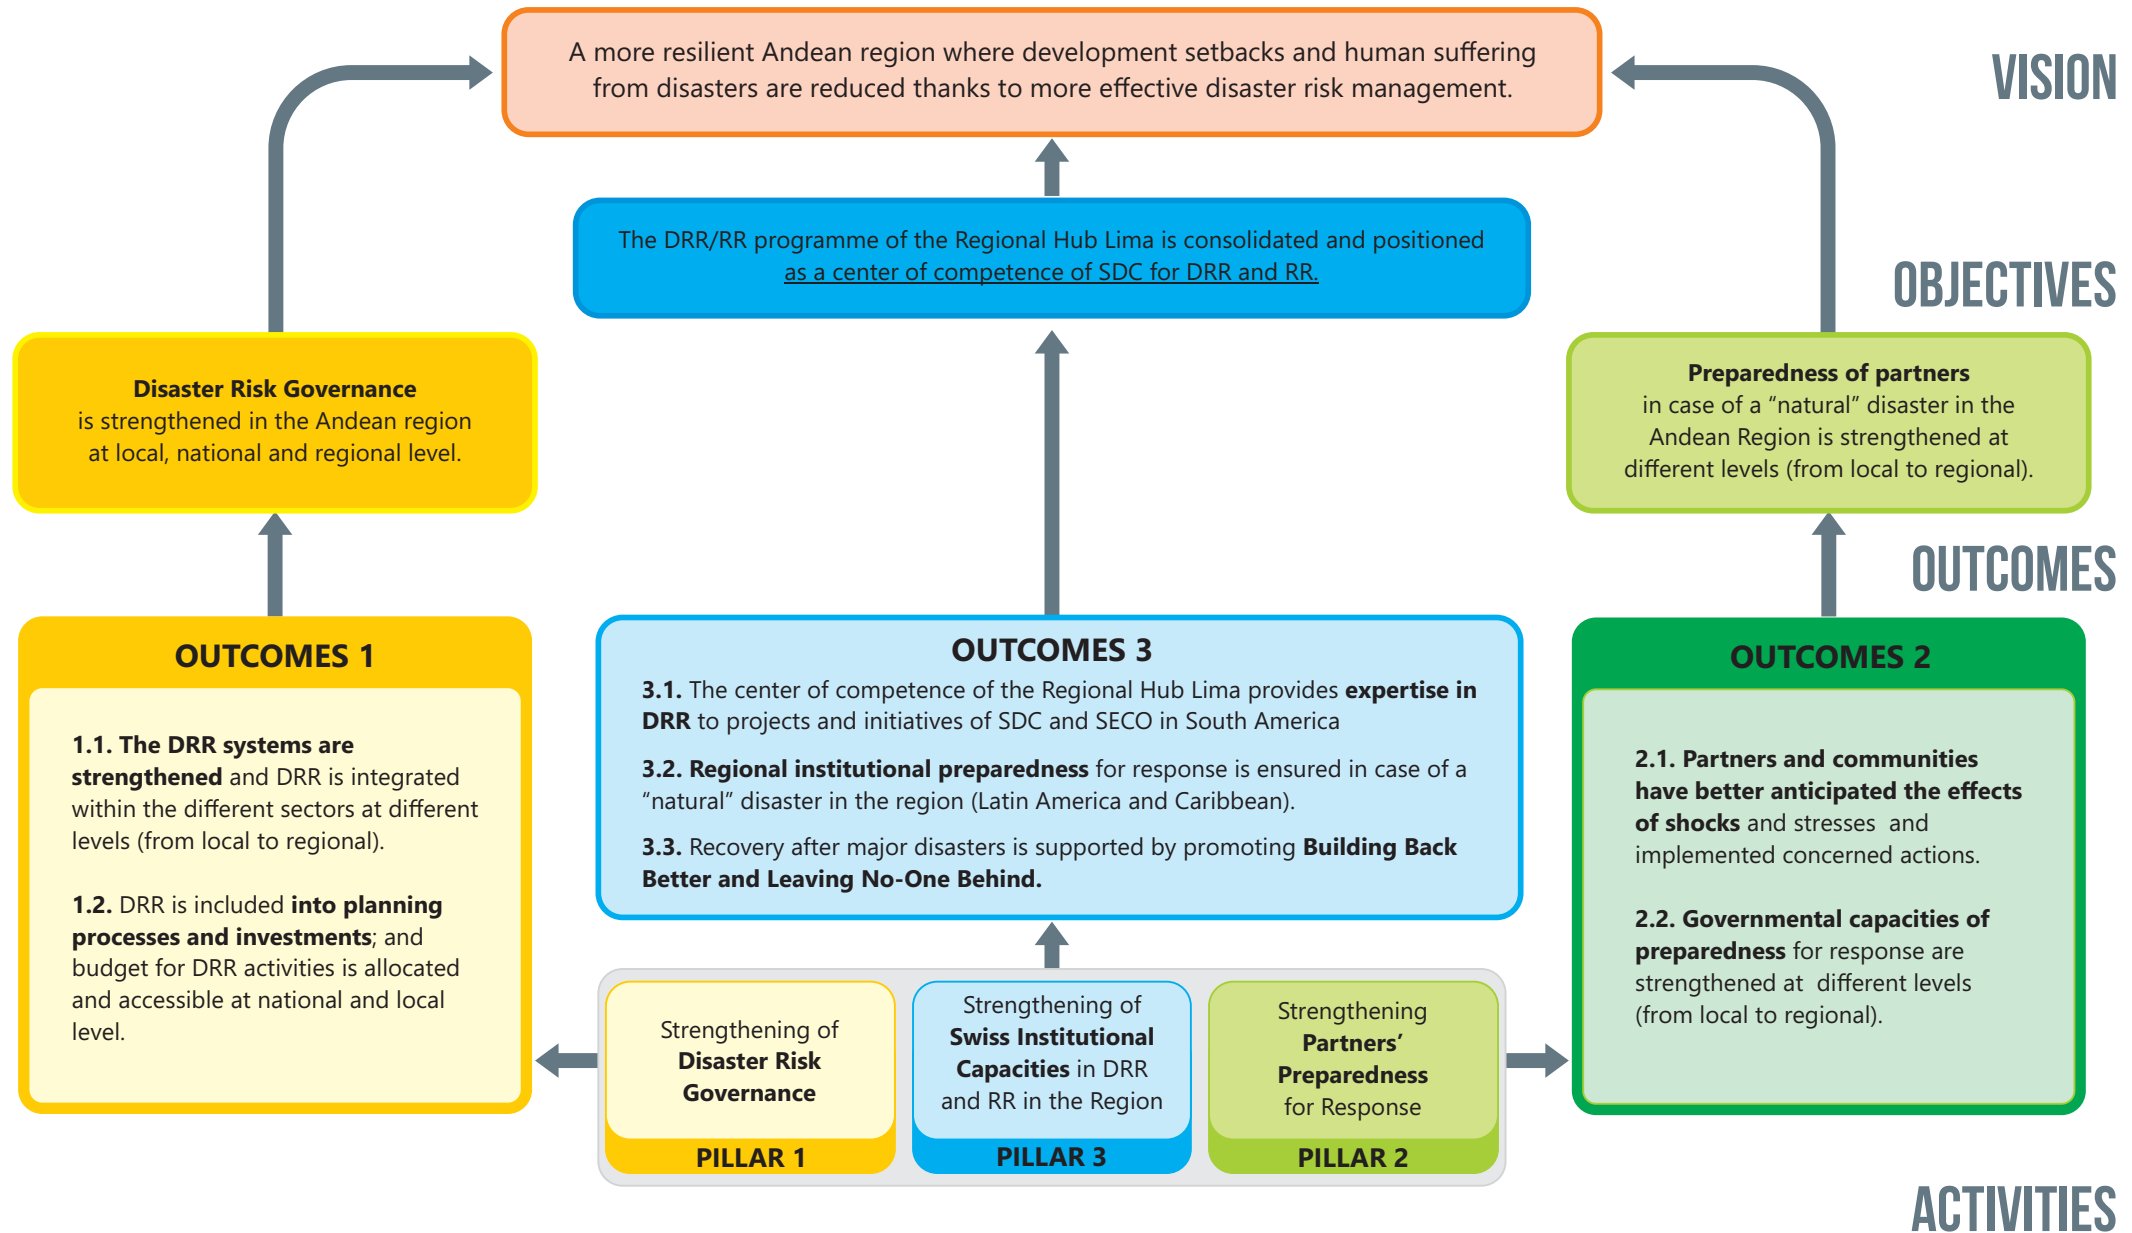 A more resilient Andean region where development setbacks and human suffering
from disasters are reduced thanks to more effective disaster risk management.
VISION
The DRR/RR programme of the Regional Hub Lima is consolidated and positioned
as a center of competence of SDC for DRR and RR.
OBJECTIVES
Disaster Risk Governance
is strengthened in the Andean region
at local, national and regional level.
Preparedness of partners
in case of a “natural” disaster in the
Andean Region is strengthened at
different levels (from local to regional).
OUTCOMES
OUTCOMES 1
1.1. The DRR systems are
strengthened and DRR is integrated
within the different sectors at different
levels (from local to regional).
1.2. DRR is included into planning
processes and investments; and
budget for DRR activities is allocated
and accessible at national and local
level.
OUTCOMES 3
3.1. The center of competence of the Regional Hub Lima provides expertise in
DRR to projects and initiatives of SDC and SECO in South America
3.2. Regional institutional preparedness for response is ensured in case of a
“natural” disaster in the region (Latin America and Caribbean).
3.3. Recovery after major disasters is supported by promoting Building Back
Better and Leaving No-One Behind.
OUTCOMES 2
2.1. Partners and communities
have better anticipated the effects
of shocks and stresses and
implemented concerned actions.
2.2. Governmental capacities of
preparedness for response are
strengthened at different levels
(from local to regional).
Strengthening of
Disaster Risk
Governance
PILLAR 1
Strengthening of
Swiss Institutional
Capacities in DRR
and RR in the Region
PILLAR 3
Strengthening
Partners’
Preparedness
for Response
PILLAR 2
ACTIVITIES